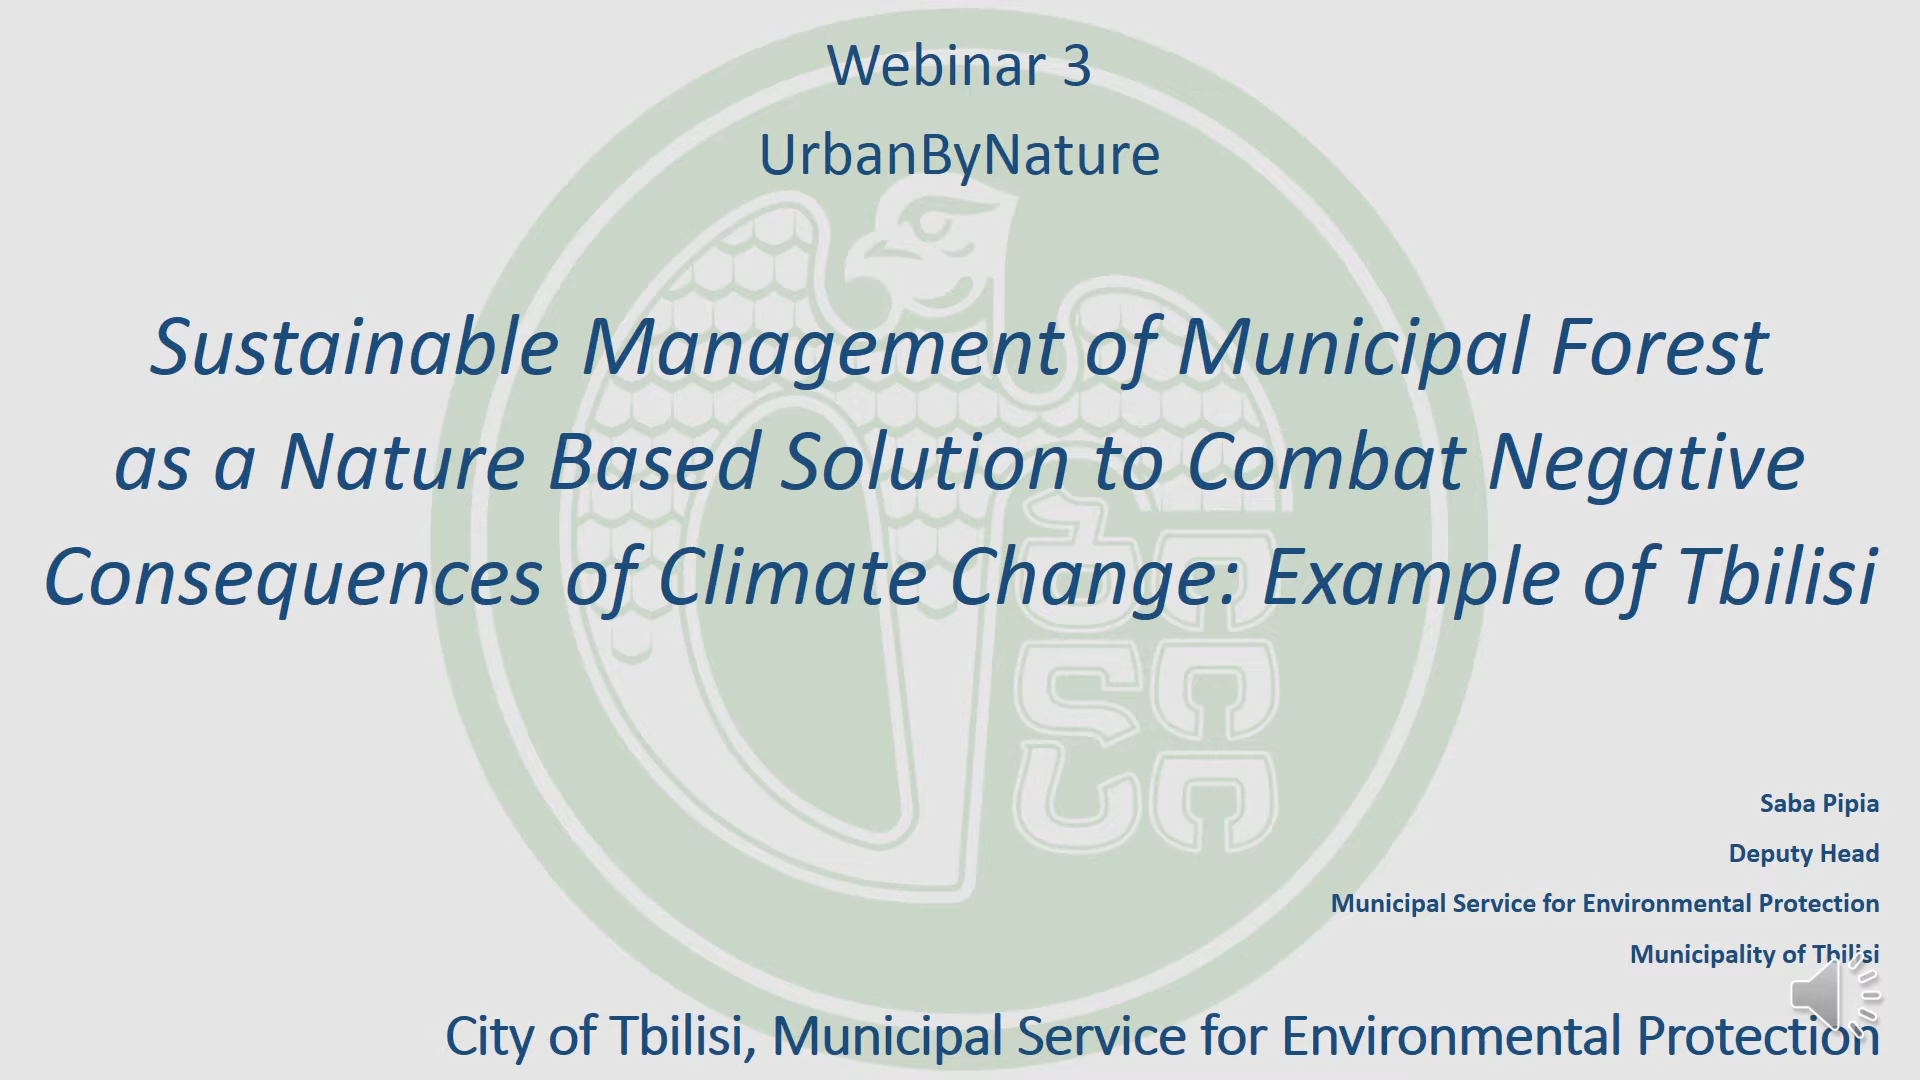 Webinar 3
UrbanByNature
Sustainable Management of Municipal Forest
as a Nature Based Solution to Combat Negative
Consequences of Climate Change: Example of Tbilisi
Saba Pipia
Deputy Head
Municipal Service for Environmental Protection
Municipality of Tbilisi
City of Tbilisi, Municipal Service for Environmental Protection